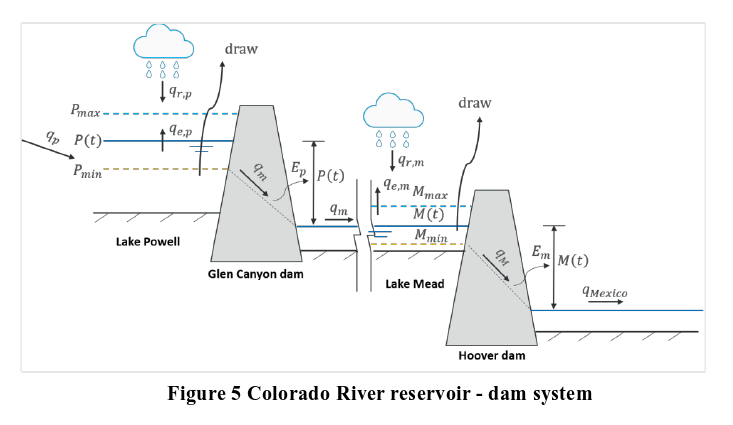 draw
q_{r,p}
P_{max}
q_{e,p}
q_p
P(t)
P_{min}
q_m
E_p
P(t)
Lake Powell
Glen Canyon dam
q_m
draw
q_{r,m}
q_{e,m}
M_{max}
M(t)
M_{min}
Lake Mead
q_M
E_m
M(t)
q_{Mexico}
Hoover dam
Figure 5 Colorado River reservoir - dam system